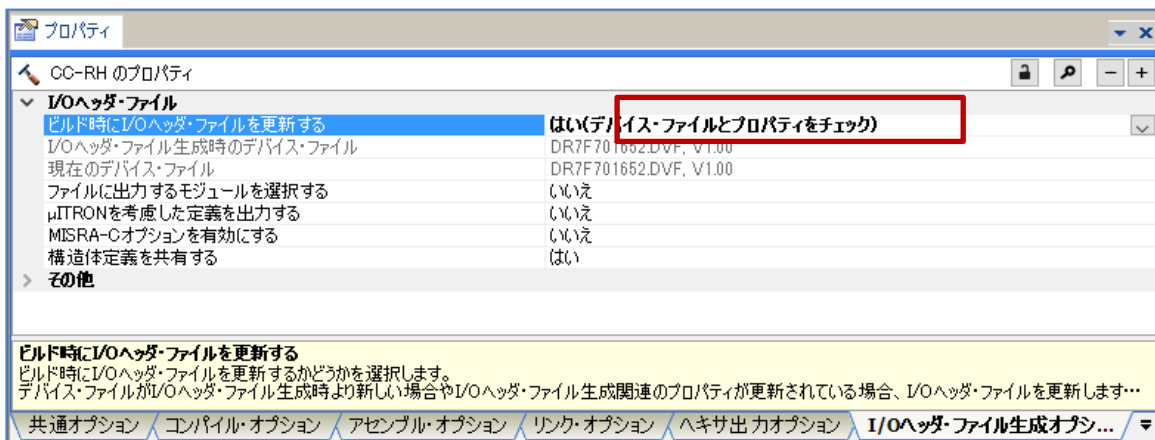 プロパティ
CC-RH のプロパティ
I/Oヘッダ・ファイル
ビルド時にI/Oヘッダ・ファイルを更新する はい(デバイス・ファイルとプロパティをチェック)
I/Oヘッダ・ファイル生成時のデバイス・ファイル DR7F701652.DVF, V1.00
現在のデバイス・ファイル DR7F701652.DVF, V1.00
ファイルに出力するモジュールを選択する いいえ
μITRONを考慮した定義を出力する いいえ
MISRA-Cオプションを有効にする いいえ
構造体定義を共有する はい
その他
ビルド時にI/Oヘッダ・ファイルを更新する
ビルド時にI/Oヘッダ・ファイルを更新するかどうかを選択します。
デバイス・ファイルがI/Oヘッダ・ファイル生成時より新しい場合やI/Oヘッダ・ファイル生成関連のプロパティが更新されている場合、I/Oヘッダ・ファイルを更新します…
共通オプション コンパイル・オプション アセンブル・オプション リンク・オプション ヘキサ出力オプション I/Oヘッダ・ファイル生成オプシ...